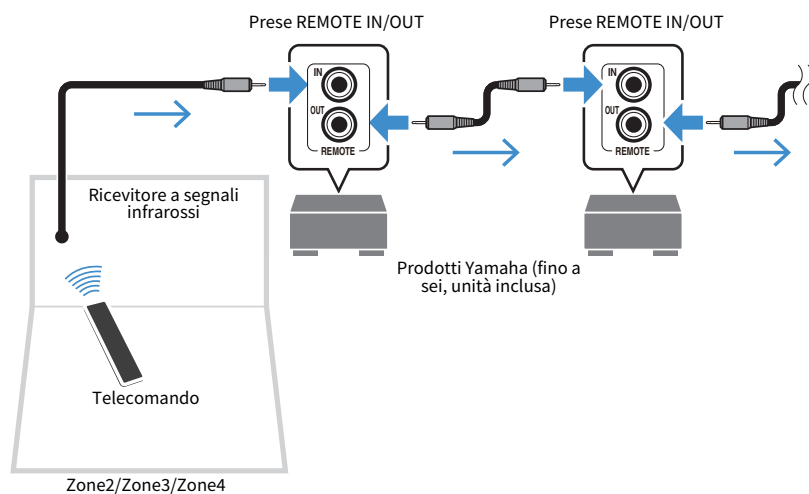 Prese REMOTE IN/OUT
Prese REMOTE IN/OUT
IN
OUT
REMOTE
IN
OUT
REMOTE
Ricevitore a segnali
infrarossi
Prodotti Yamaha (fino a
sei, unità inclusa)
Telecomando
Zone2/Zone3/Zone4